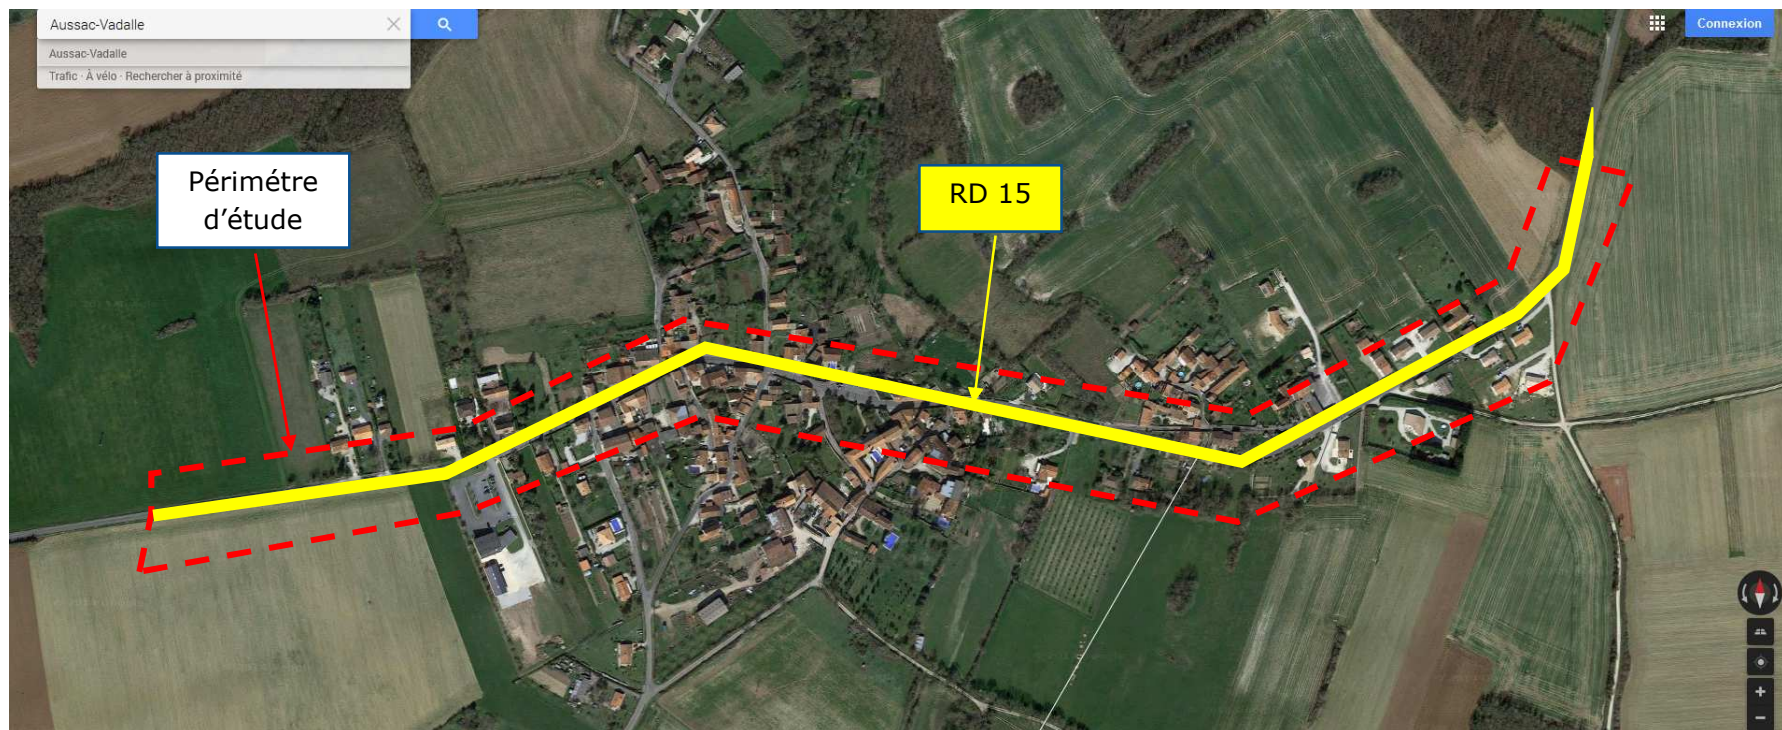 Aussac-Vadalle
Aussac-Vadalle
Trafic · À vélo · Rechercher à proximité
Connexion
Périmétre
d’étude
RD 15